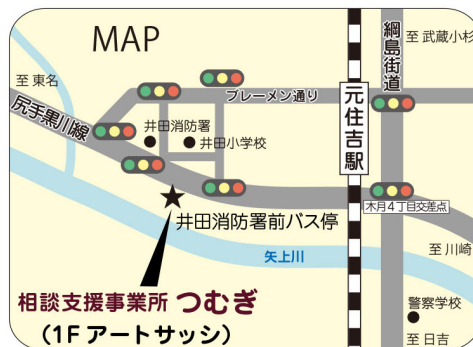 MAP
至 武蔵小杉
綱島街道
至 東名
ブレーメン通り
元住吉駅
尻手黒川線
井田消防署
井田小学校
木月4丁目交差点
井田消防署前バス停
至 川崎
矢上川
相談支援事業所 つむぎ
(1F アートサッシ)
警察学校
至 日吉